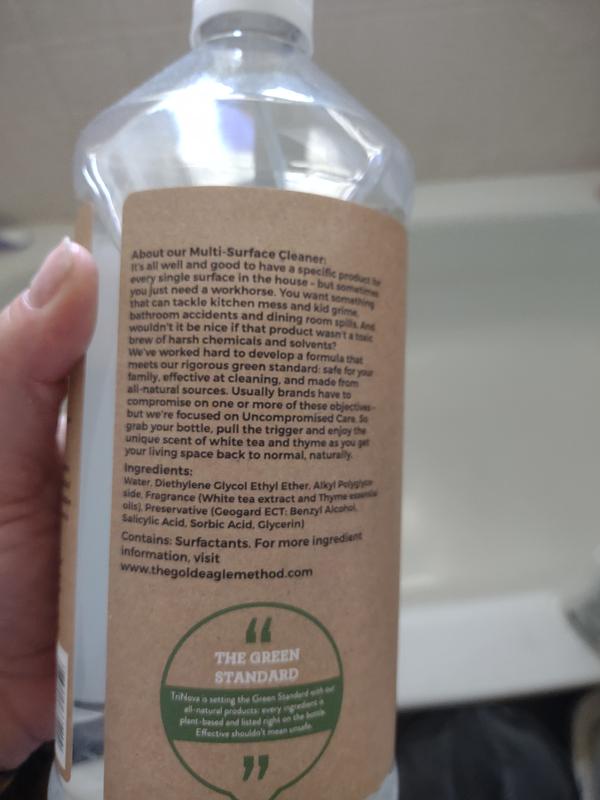 About our Multi-Surface Cleaner:
It's all well and good to have a specific product for
every single surface in the house - but sometimes
you just need a workhorse. You want something
that can tackle kitchen mess and kid grime,
bathroom accidents and dining room spills. And
wouldn't it be nice if that product wasn't a toxic
brew of harsh chemicals and solvents?
We've worked hard to develop a formula that
meets our rigorous green standard: safe for your
family, effective at cleaning, and made from
all-natural sources. Usually brands have to
compromise on one or more of these objectives-
but we're focused on Uncompromised Care. So
grab your bottle, pull the trigger and enjoy the
unique scent of white tea and thyme as you get
your living space back to normal, naturally.
Ingredients:
Water, Diethylene Glycol Ethyl Ether, Alkyl Polyglyco-
side, Fragrance (White tea extract and Thyme essential
oils), Preservative (Geogard ECT: Benzyl Alcohol,
Salicylic Acid, Sorbic Acid, Glycerin)
Contains: Surfactants. For more ingredient
information, visit
www.thegoldeaglemethod.com
"
THE GREEN
STANDARD
TriNova is setting the Green Standard with our
all-natural products: every ingredient is
plant-based and listed right on the bottle.
Effective shouldn't mean unsafe.
"